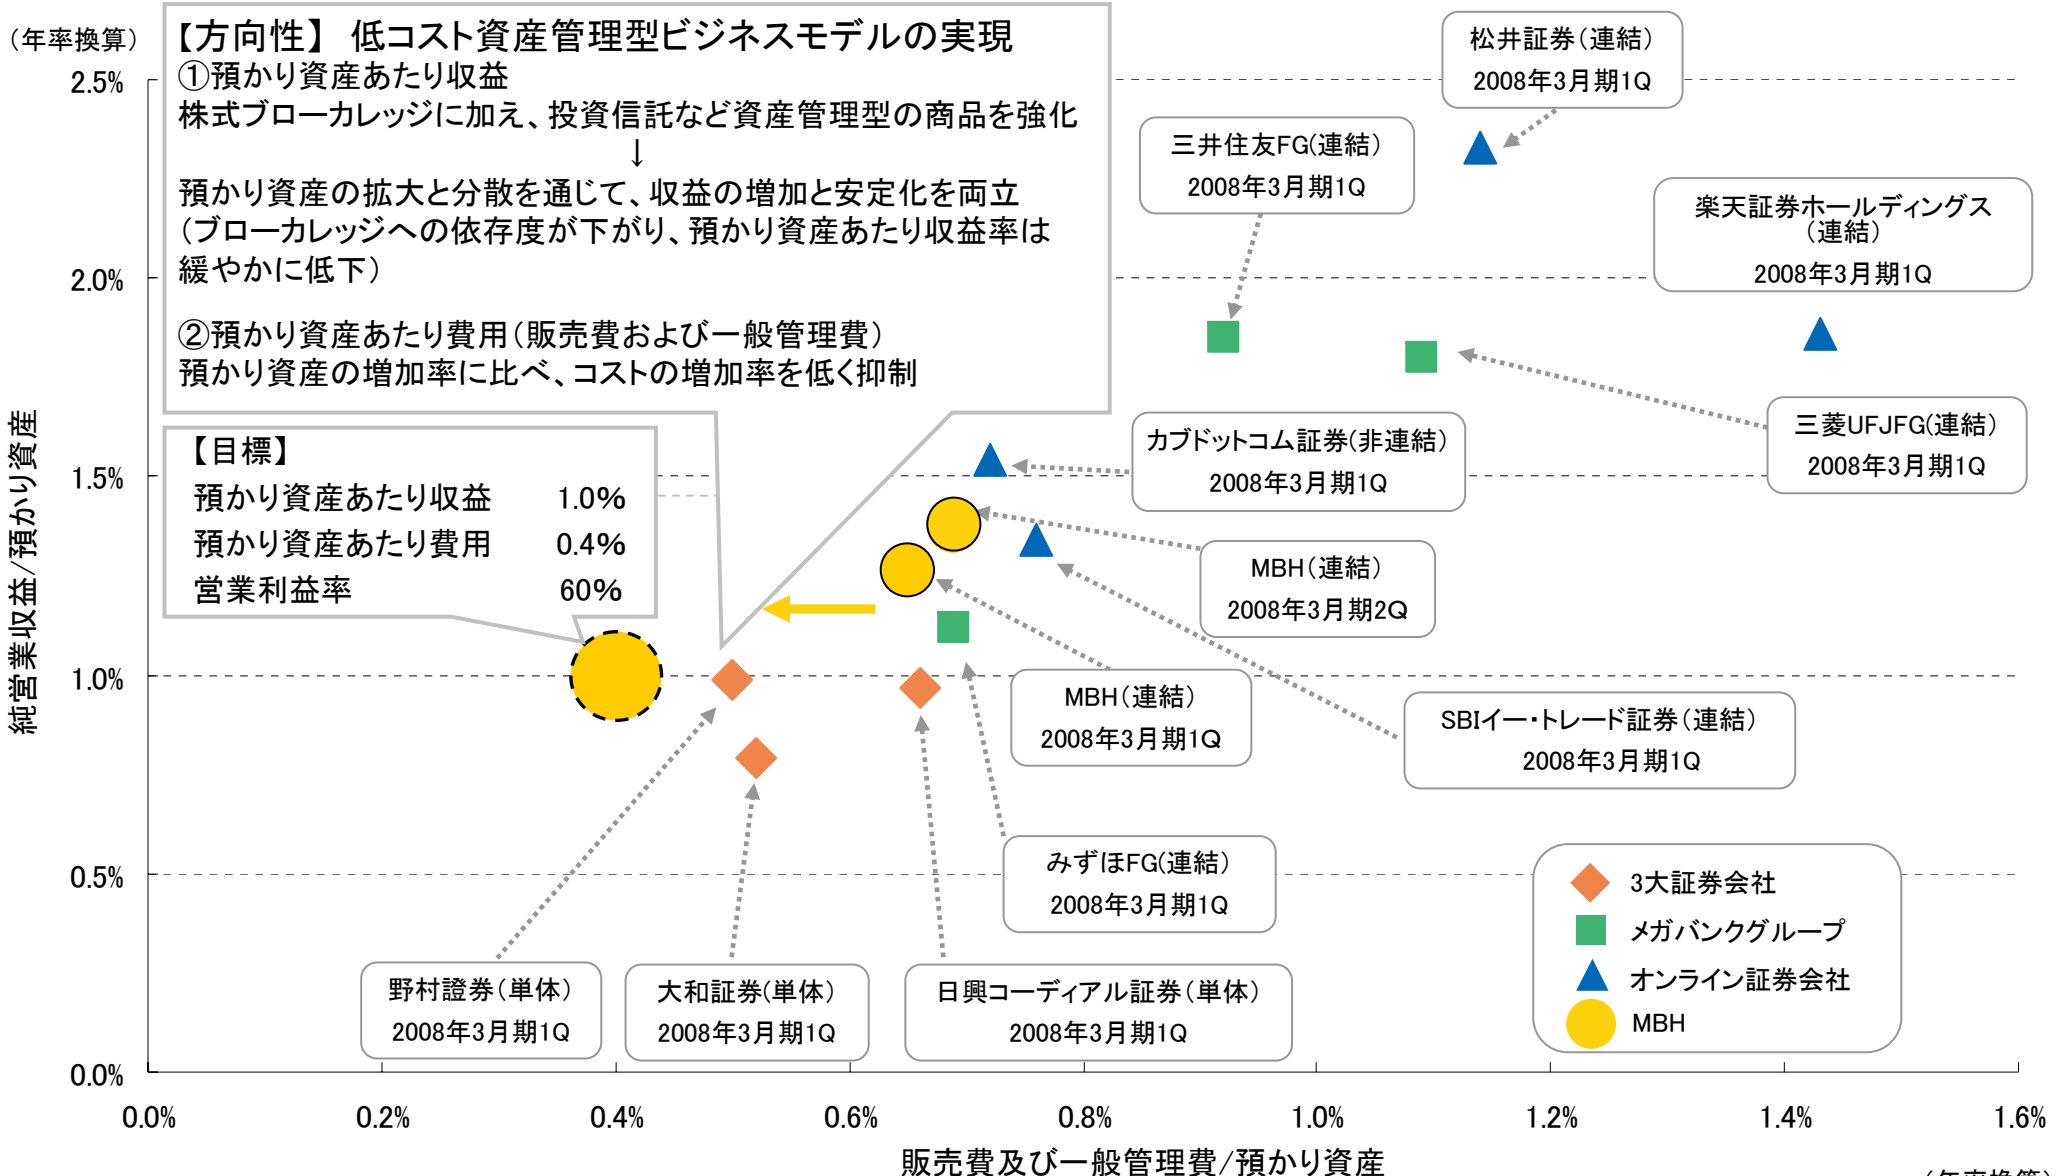 (年率換算)
【方向性】 低コスト資産管理型ビジネスモデルの実現
①預かり資産あたり収益
株式ブローカレッジに加え、投資信託など資産管理型の商品を強化
↓
預かり資産の拡大と分散を通じて、収益の増加と安定化を両立
(ブローカレッジへの依存度が下がり、預かり資産あたり収益率は
緩やかに低下)
②預かり資産あたり費用(販売費および一般管理費)
預かり資産の増加率に比べ、コストの増加率を低く抑制
【目標】
預かり資産あたり収益 1.0%
預かり資産あたり費用 0.4%
営業利益率 60%
松井証券(連結)
2008年3月期1Q
三井住友FG(連結)
2008年3月期1Q
楽天証券ホールディングス
(連結)
2008年3月期1Q
三菱UFJFG(連結)
2008年3月期1Q
カブドットコム証券(非連結)
2008年3月期1Q
MBH(連結)
2008年3月期2Q
MBH(連結)
2008年3月期1Q
SBIイー・トレード証券(連結)
2008年3月期1Q
みずほFG(連結)
2008年3月期1Q
野村證券(単体)
2008年3月期1Q
大和証券(単体)
2008年3月期1Q
日興コーディアル証券(単体)
2008年3月期1Q
3大証券会社
メガバンクグループ
オンライン証券会社
MBH
純営業収益/預かり資産
2.5%
2.0%
1.5%
1.0%
0.5%
0.0%
0.0%
0.2%
0.4%
0.6%
0.8%
1.0%
1.2%
1.4%
1.6%
販売費及び一般管理費/預かり資産
(年率換算)